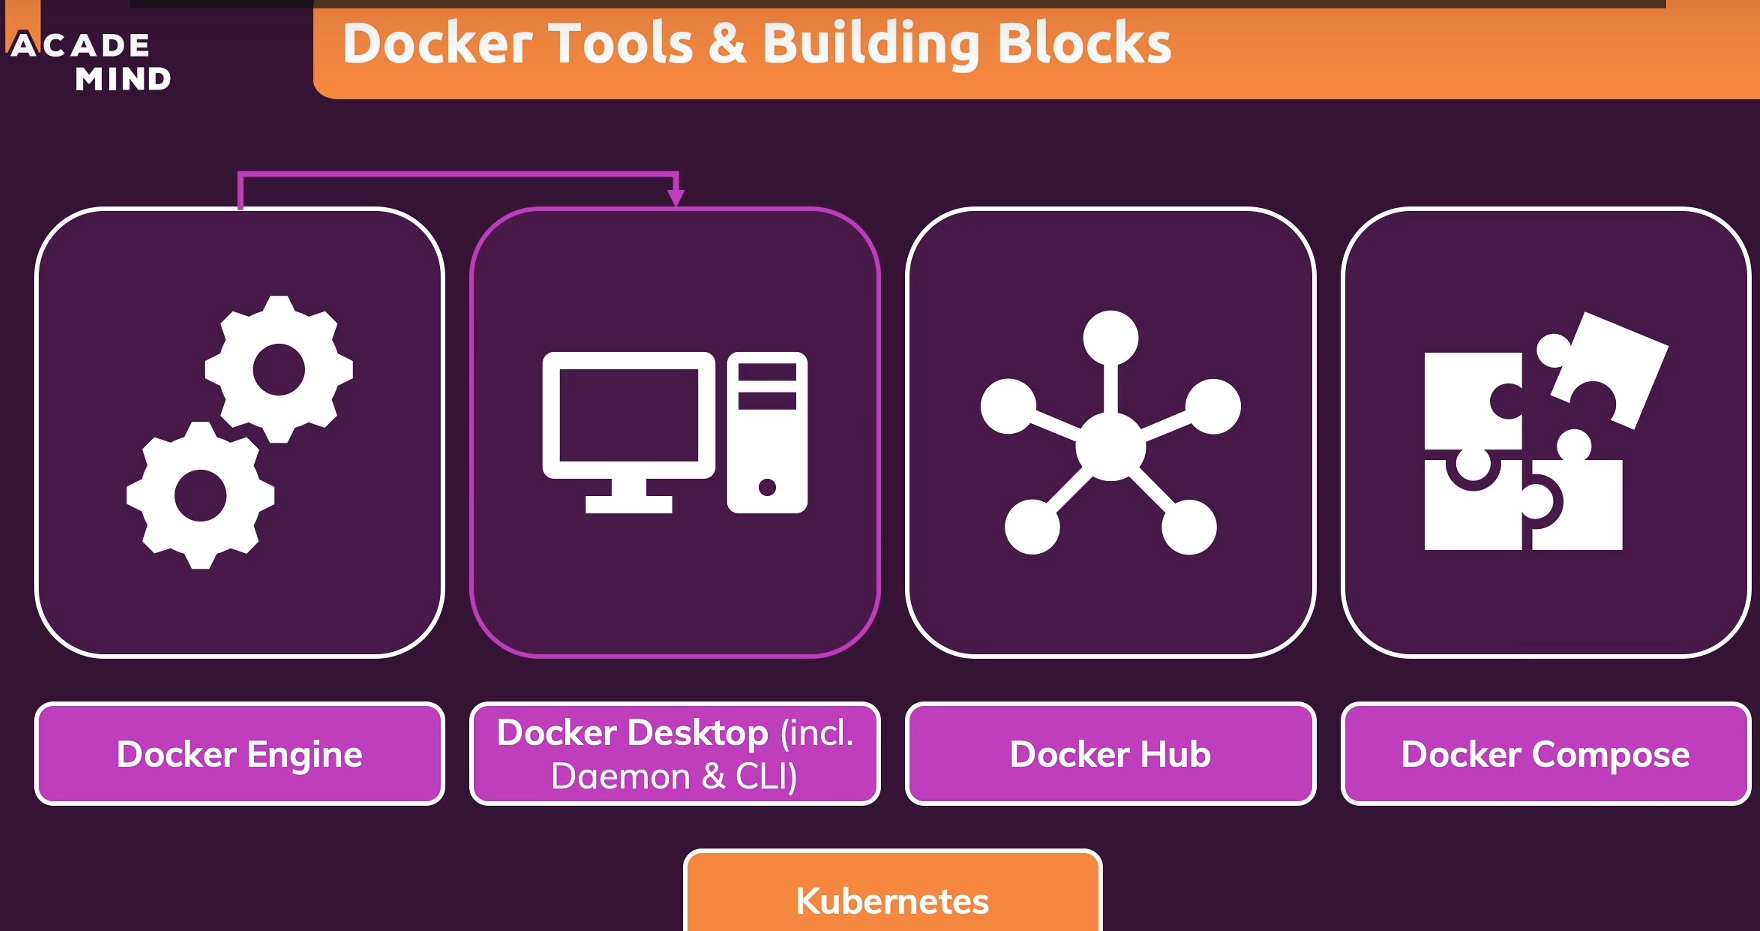 ACADE
MIND
Docker Tools & Building Blocks
Docker Engine
Docker Desktop (incl.
Daemon & CLI)
Docker Hub
Docker Compose
Kubernetes